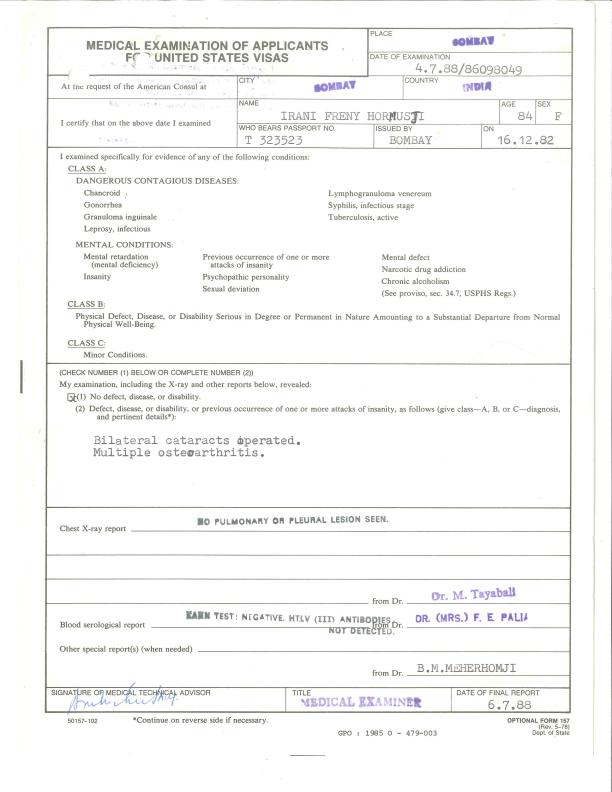 PLACE
BOMBAY
MEDICAL EXAMINATION OF APPLICANTS
FOR UNITED STATES VISAS
DATE OF EXAMINATION
4.7.88/86098049
At the request of the American Consul at
CITY
BOMBAY
COUNTRY
INDIA
I certify that on the above date I examined
NAME
IRANI FRENY HORMUSJI
AGE
84
SEX
F
WHO BEARS PASSPORT NO.
T 323523
ISSUED BY
BOMBAY
ON
16.12.82
I examined specifically for evidence of any of the following conditions:
CLASS A:
DANGEROUS CONTAGIOUS DISEASES:
Chancroid
Gonorrhea
Granuloma inguinale
Leprosy, infectious
Lymphogranuloma venereum
Syphilis, infectious stage
Tuberculosis, active
MENTAL CONDITIONS:
Mental retardation
(mental deficiency)
Insanity
Previous occurrence of one or more
attacks of insanity
Psychopathic personality
Sexual deviation
Mental defect
Narcotic drug addiction
Chronic alcoholism
(See proviso, sec. 34.7, USPHS Regs.)
CLASS B:
Physical Defect, Disease, or Disability Serious in Degree or Permanent in Nature Amounting to a Substantial Departure from Normal
Physical Well-Being.
CLASS C:
Minor Conditions.
(CHECK NUMBER (1) BELOW OR COMPLETE NUMBER (2))
My examination, including the X-ray and other reports below, revealed:
(1) No defect, disease, or disability.
(2) Defect, disease, or disability, or previous occurrence of one or more attacks of insanity, as follows (give class—A, B, or C—diagnosis,
and pertinent details*):
Bilateral cataracts operated.
Multiple osteoarthritis.
Chest X-ray report
NO PULMONARY OR PLEURAL LESION SEEN.
from Dr. Dr. M. Tayabali
Blood serological report
KAHN TEST: NEGATIVE. HTLV (III) ANTIBODIES
NOT DETECTED.
from Dr. DR. (MRS.) F. E. PALIA
Other special report(s) (when needed)
from Dr. B.M.MEHERHOMJI
SIGNATURE OF MEDICAL TECHNICAL ADVISOR
TITLE
MEDICAL EXAMINER
DATE OF FINAL REPORT
6.7.88
50157-102
*Continue on reverse side if necessary.
OPTIONAL FORM 157
(Rev. 5-78)
Dept. of State
GPO : 1985 O - 479-003